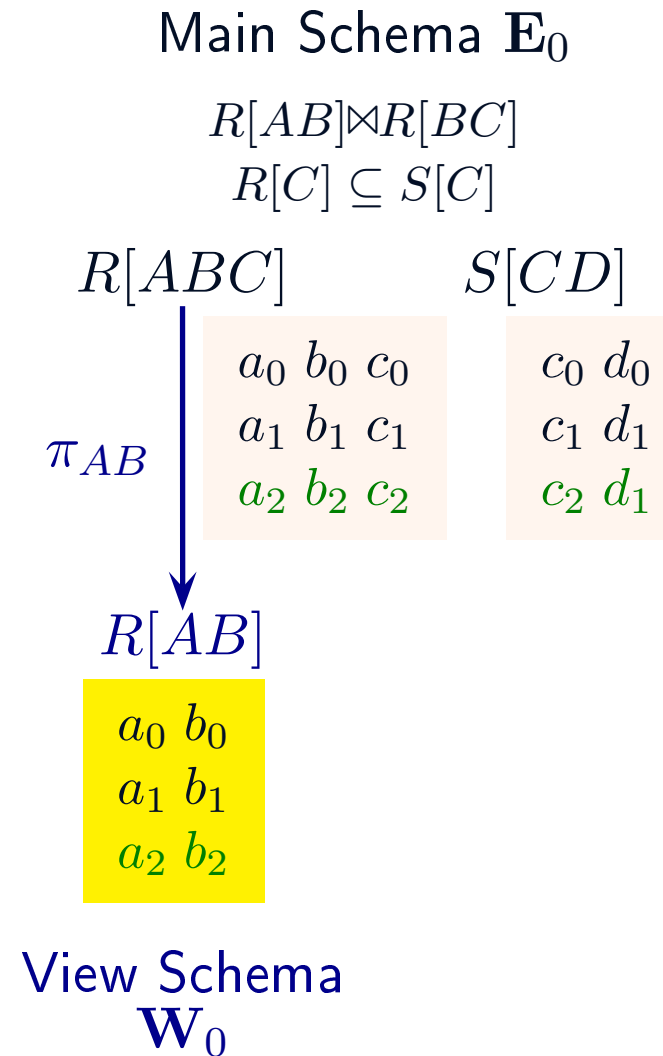 Main Schema E₀
R[AB]⋈R[BC]
R[C] ⊆ S[C]
R[ABC] S[CD]
a₀ b₀ c₀ c₀ d₀
a₁ b₁ c₁ c₁ d₁
π_AB
a₂ b₂ c₂ c₂ d₁
R[AB]
a₀ b₀
a₁ b₁
a₂ b₂
View Schema
W₀